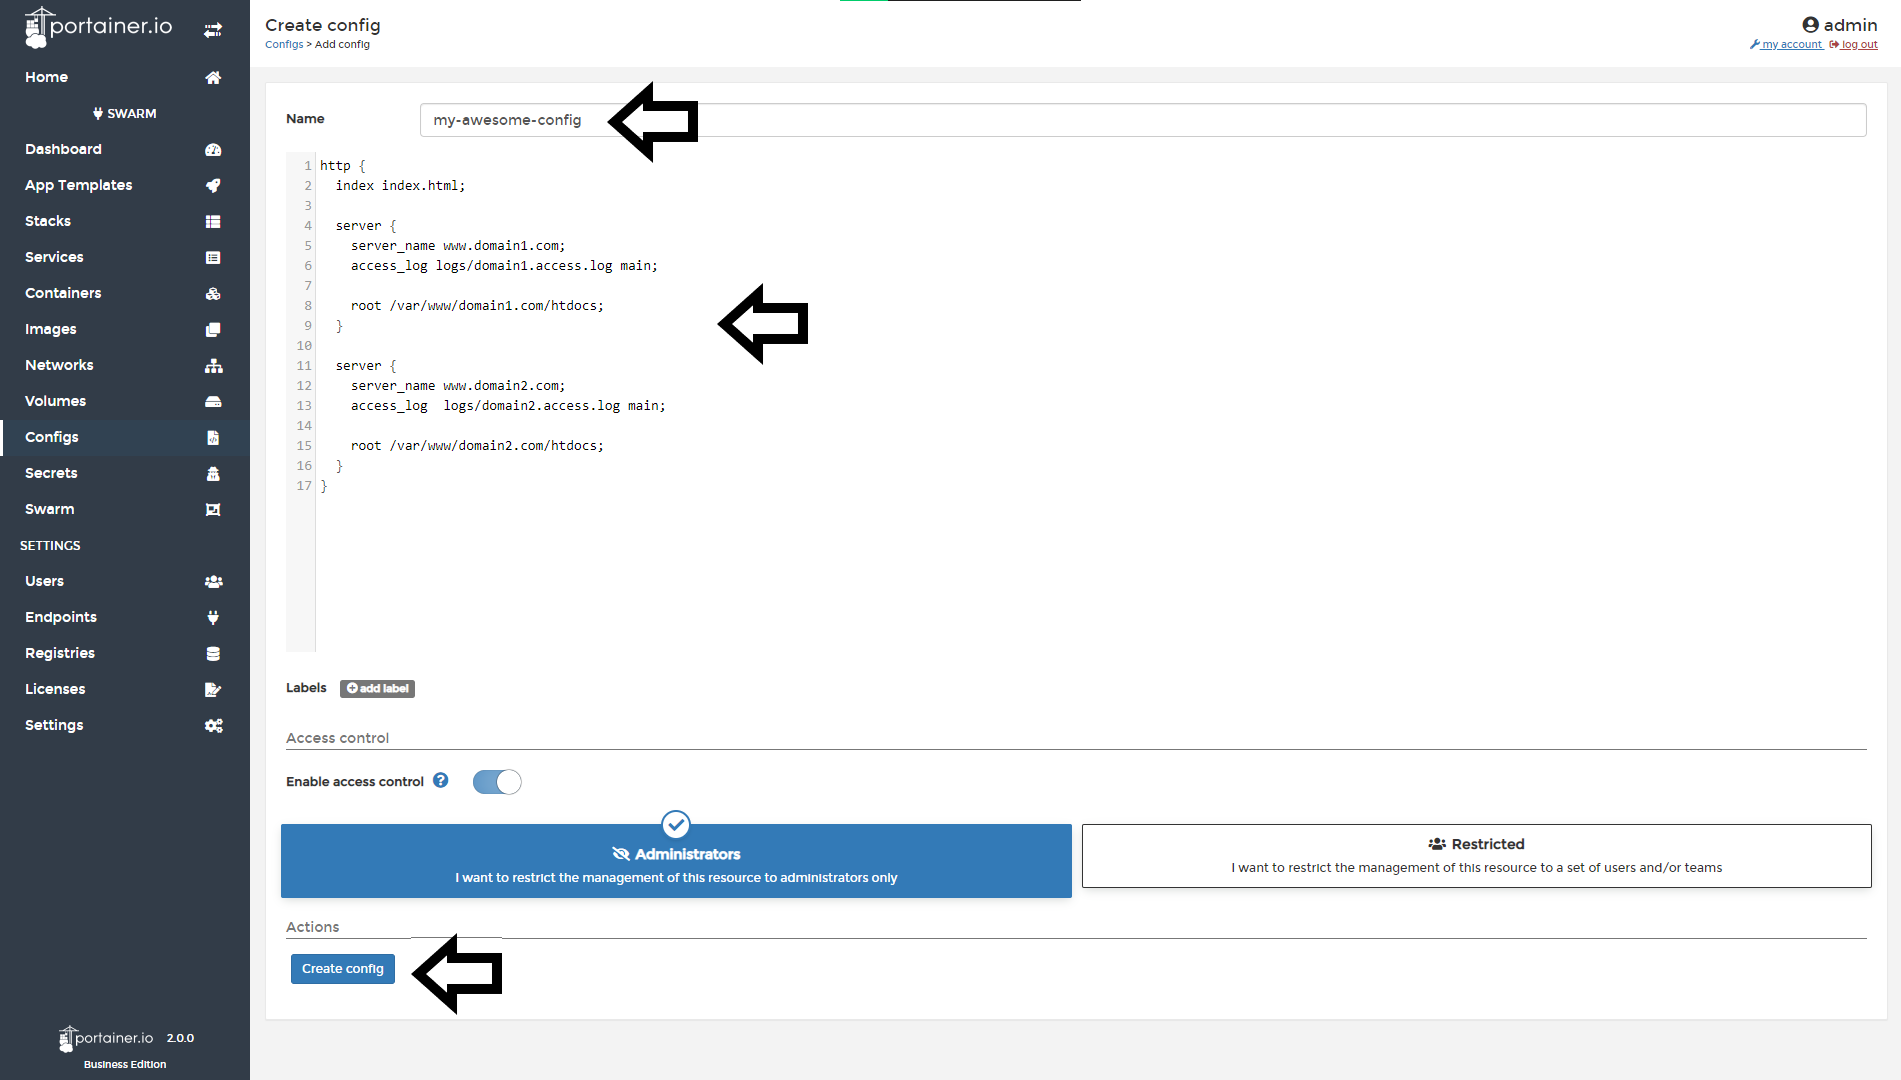 portainer.io
Home
SWARM
Dashboard
App Templates
Stacks
Services
Containers
Images
Networks
Volumes
Configs
Secrets
Swarm
SETTINGS
Users
Endpoints
Registries
Licenses
Settings
portainer.io 2.0.0
Business Edition
Create config
Configs > Add config
admin
my account log out
Name my-awesome-config
1 http {
2   index index.html;
3
4   server {
5     server_name www.domain1.com;
6     access_log logs/domain1.access.log main;
7
8     root /var/www/domain1.com/htdocs;
9   }
10
11   server {
12     server_name www.domain2.com;
13     access_log  logs/domain2.access.log main;
14
15     root /var/www/domain2.com/htdocs;
16   }
17 }
Labels add label
Access control
Enable access control
Administrators
I want to restrict the management of this resource to administrators only
Restricted
I want to restrict the management of this resource to a set of users and/or teams
Actions
Create config